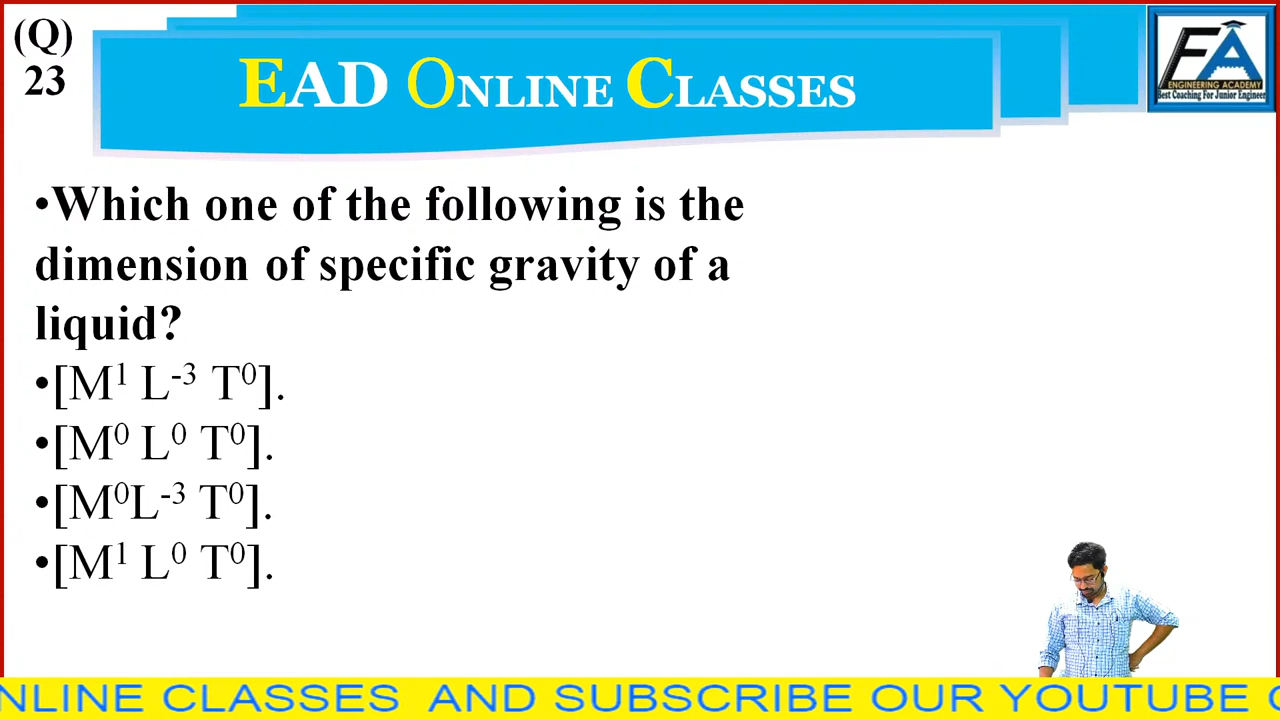 (Q)
23
EAD ONLINE CLASSES
ENGINEERING ACADEMY
Best Coaching For Junior Engineer
•Which one of the following is the
dimension of specific gravity of a
liquid?
•[M¹ L⁻³ T⁰].
•[M⁰ L⁰ T⁰].
•[M⁰L⁻³ T⁰].
•[M¹ L⁰ T⁰].
NLINE CLASSES AND SUBSCRIBE OUR YOUTUBE C